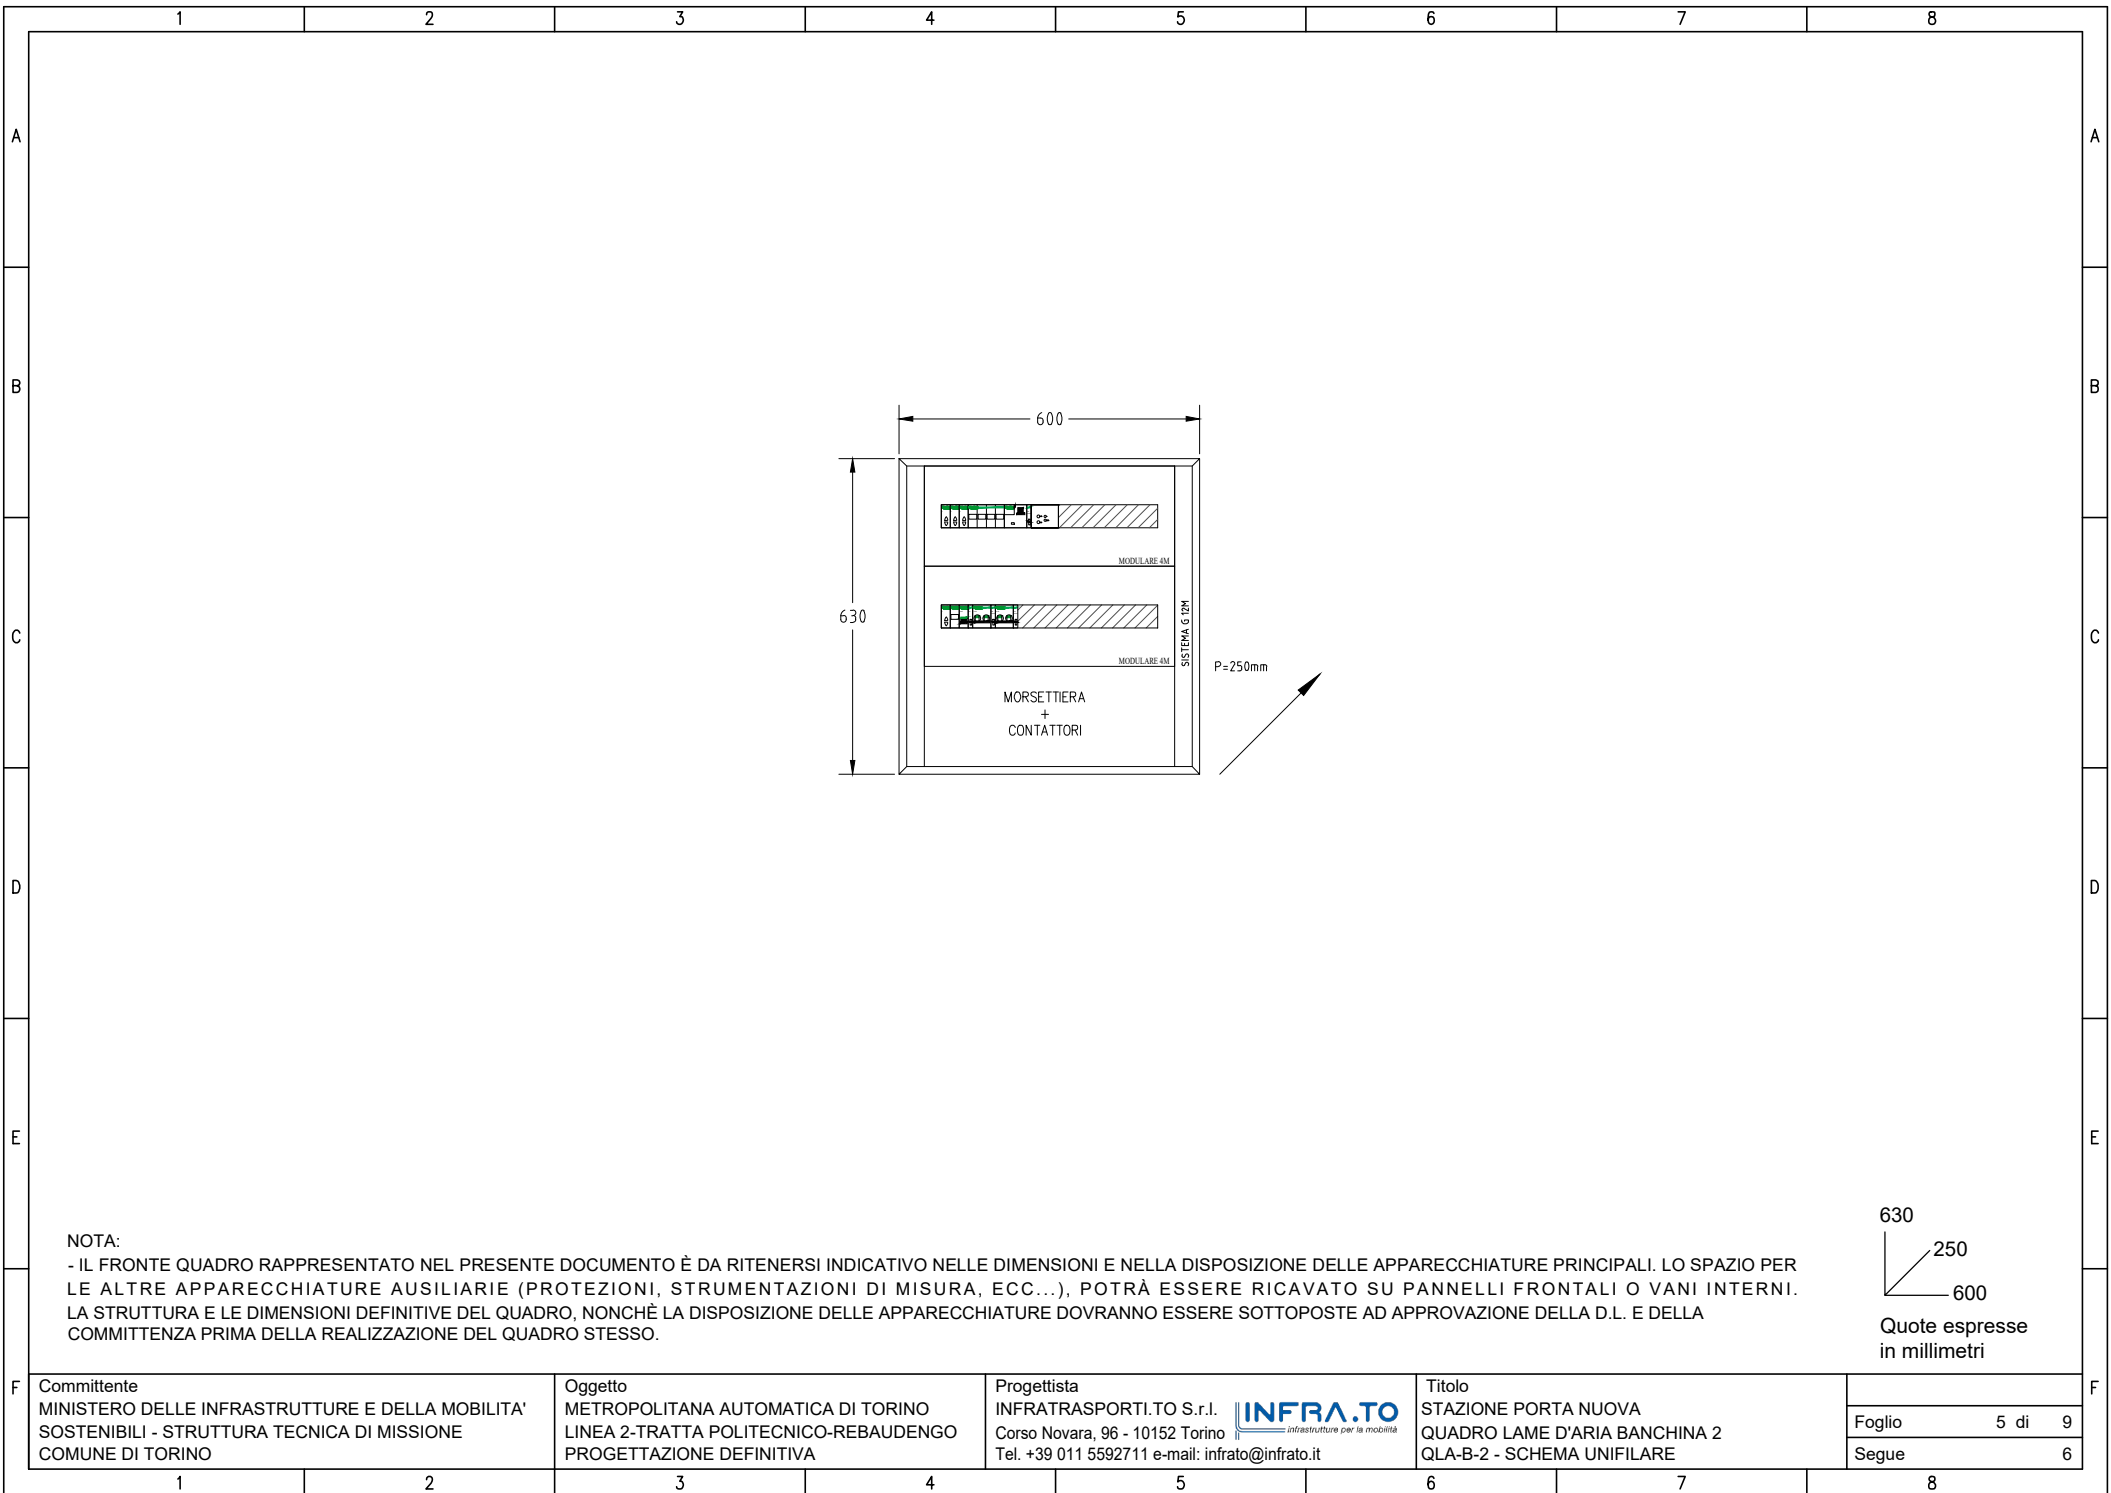 1 2 3 4 5 6 7 8
A A
B B
600
MODULARE 4M
630
C C
SISTEMA G 12M
MODULARE 4M
P=250mm
MORSETTIERA
+
CONTATTORI
D D
E E
630
250
600
Quote espresse
in millimetri
NOTA:
- IL FRONTE QUADRO RAPPRESENTATO NEL PRESENTE DOCUMENTO È DA RITENERSI INDICATIVO NELLE DIMENSIONI E NELLA DISPOSIZIONE DELLE APPARECCHIATURE PRINCIPALI. LO SPAZIO PER
LE ALTRE APPARECCHIATURE AUSILIARIE (PROTEZIONI, STRUMENTAZIONI DI MISURA, ECC...), POTRÀ ESSERE RICAVATO SU PANNELLI FRONTALI O VANI INTERNI.
LA STRUTTURA E LE DIMENSIONI DEFINITIVE DEL QUADRO, NONCHÈ LA DISPOSIZIONE DELLE APPARECCHIATURE DOVRANNO ESSERE SOTTOPOSTE AD APPROVAZIONE DELLA D.L. E DELLA
COMMITTENZA PRIMA DELLA REALIZZAZIONE DEL QUADRO STESSO.
F F
Committente
MINISTERO DELLE INFRASTRUTTURE E DELLA MOBILITA'
SOSTENIBILI - STRUTTURA TECNICA DI MISSIONE
COMUNE DI TORINO
Oggetto
METROPOLITANA AUTOMATICA DI TORINO
LINEA 2-TRATTA POLITECNICO-REBAUDENGO
PROGETTAZIONE DEFINITIVA
Progettista
INFRATRASPORTI.TO S.r.l.
Corso Novara, 96 - 10152 Torino
Tel. +39 011 5592711 e-mail: infrato@infrato.it
INFRA.TO
infrastrutture per la mobilità
Titolo
STAZIONE PORTA NUOVA
QUADRO LAME D'ARIA BANCHINA 2
QLA-B-2 - SCHEMA UNIFILARE
Foglio 5 di 9
Segue 6
1 2 3 4 5 6 7 8